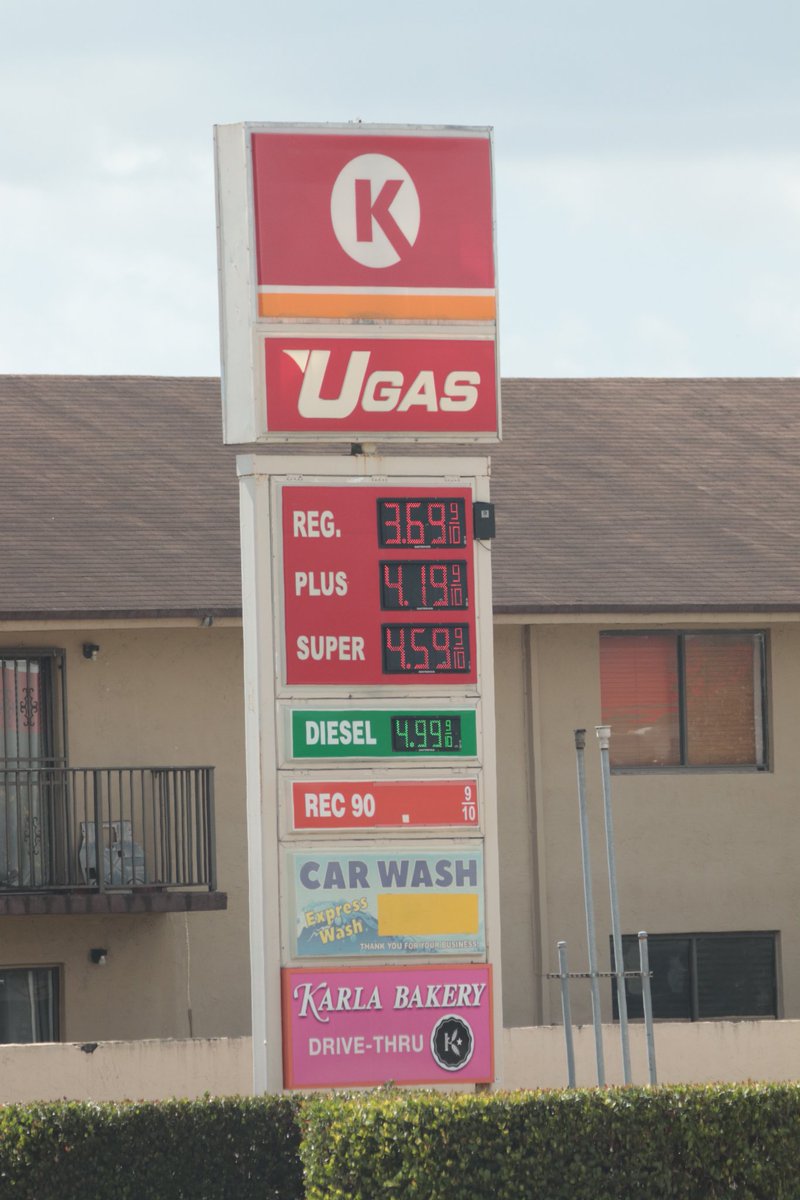 K
UGAS
REG. 3.69 9/10
PLUS 4.19 9/10
SUPER 4.59 9/10
DIESEL 4.99 9/10
REC 90 9/10
CAR WASH
Express
Wash
THANK YOU FOR YOUR BUSINESS
KARLA BAKERY
DRIVE-THRU K